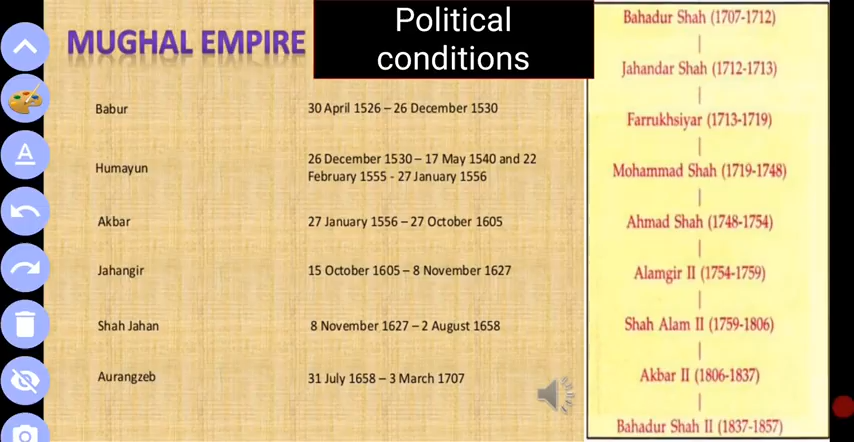 MUGHAL EMPIRE
Political
conditions
Babur 30 April 1526 – 26 December 1530
Humayun 26 December 1530 – 17 May 1540 and 22
February 1555 - 27 January 1556
Akbar 27 January 1556 – 27 October 1605
Jahangir 15 October 1605 – 8 November 1627
Shah Jahan 8 November 1627 – 2 August 1658
Aurangzeb 31 July 1658 – 3 March 1707
Bahadur Shah (1707-1712)
Jahandar Shah (1712-1713)
Farrukhsiyar (1713-1719)
Mohammad Shah (1719-1748)
Ahmad Shah (1748-1754)
Alamgir II (1754-1759)
Shah Alam II (1759-1806)
Akbar II (1806-1837)
Bahadur Shah II (1837-1857)
A